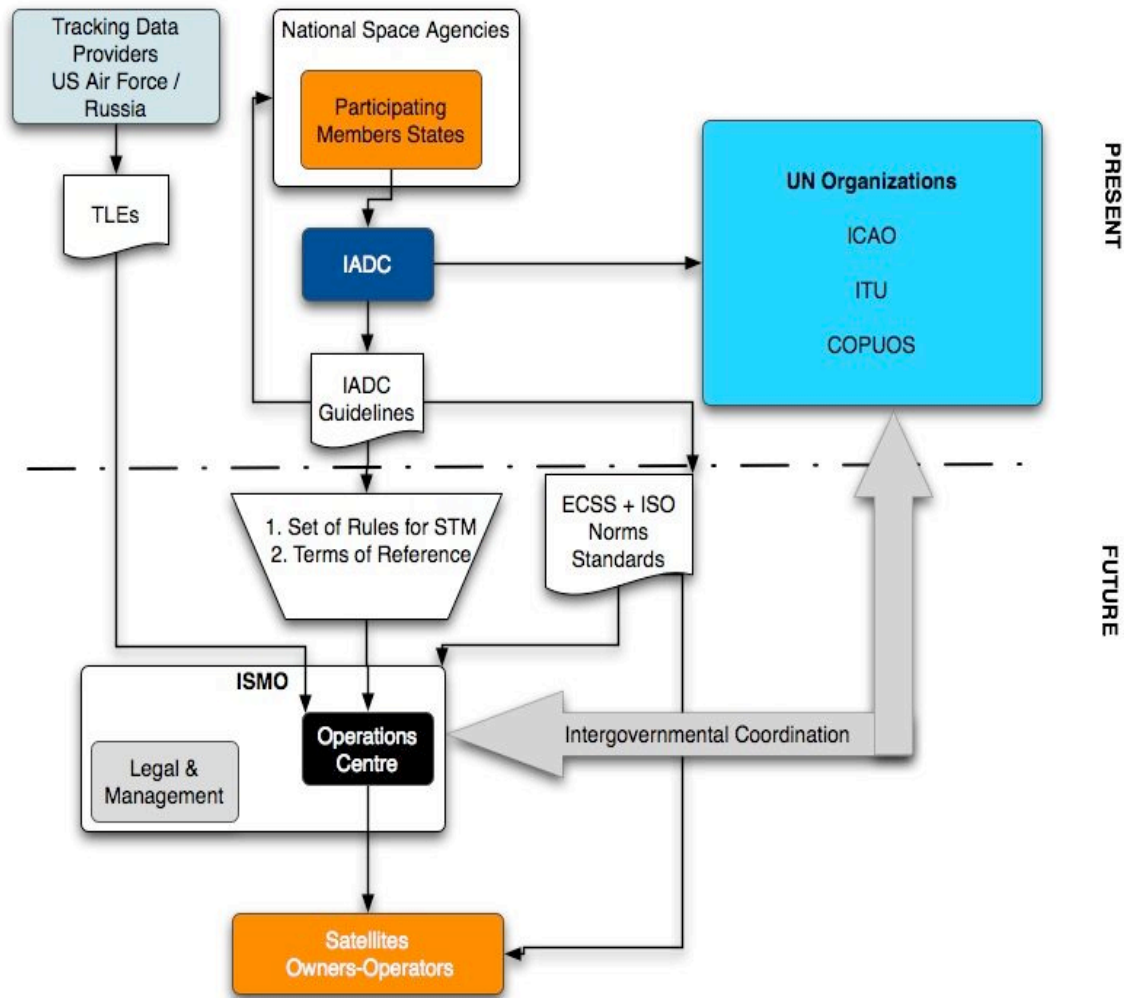 Tracking Data
Providers
US Air Force /
Russia
National Space Agencies
Participating
Members States
TLEs
IADC
UN Organizations
ICAO
ITU
COPUOS
PRESENT
IADC
Guidelines
1. Set of Rules for STM
2. Terms of Reference
ECSS + ISO
Norms
Standards
FUTURE
ISMO
Operations
Centre
Legal &
Management
Intergovernmental Coordination
Satellites
Owners-Operators